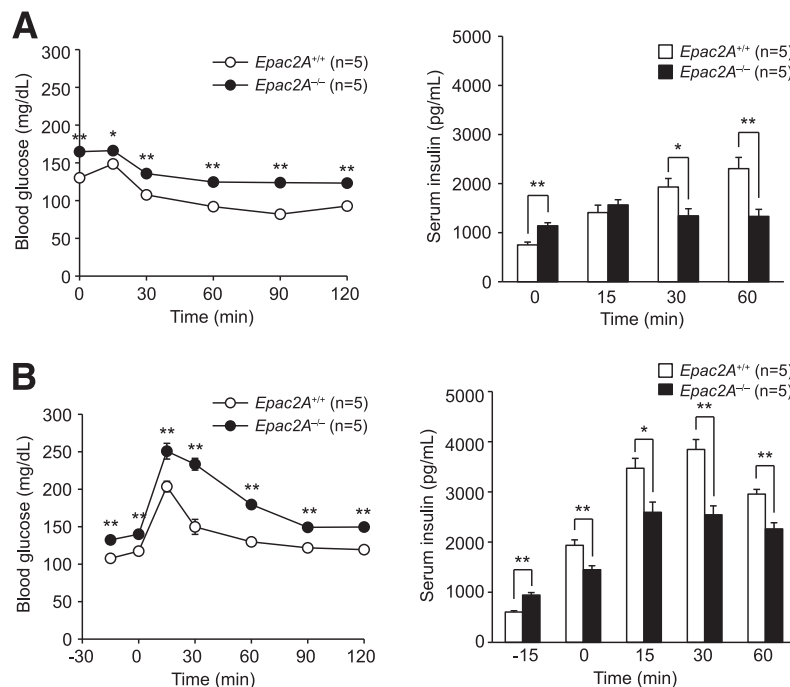 A
Blood glucose (mg/dL)
300
250
200
150
100
50
0
Epac2A+/+ (n=5)
Epac2A−/− (n=5)
** * ** ** ** **
0 30 60 90 120
Time (min)
Serum insulin (pg/mL)
5000
4000
3000
2000
1000
0
Epac2A+/+ (n=5)
Epac2A−/− (n=5)
** * **
0 15 30 60
Time (min)
B
Blood glucose (mg/dL)
300
250
200
150
100
50
0
Epac2A+/+ (n=5)
Epac2A−/− (n=5)
** ** ** ** ** ** **
-30 0 30 60 90 120
Time (min)
Serum insulin (pg/mL)
5000
4000
3000
2000
1000
0
Epac2A+/+ (n=5)
Epac2A−/− (n=5)
** ** * ** **
-15 0 15 30 60
Time (min)